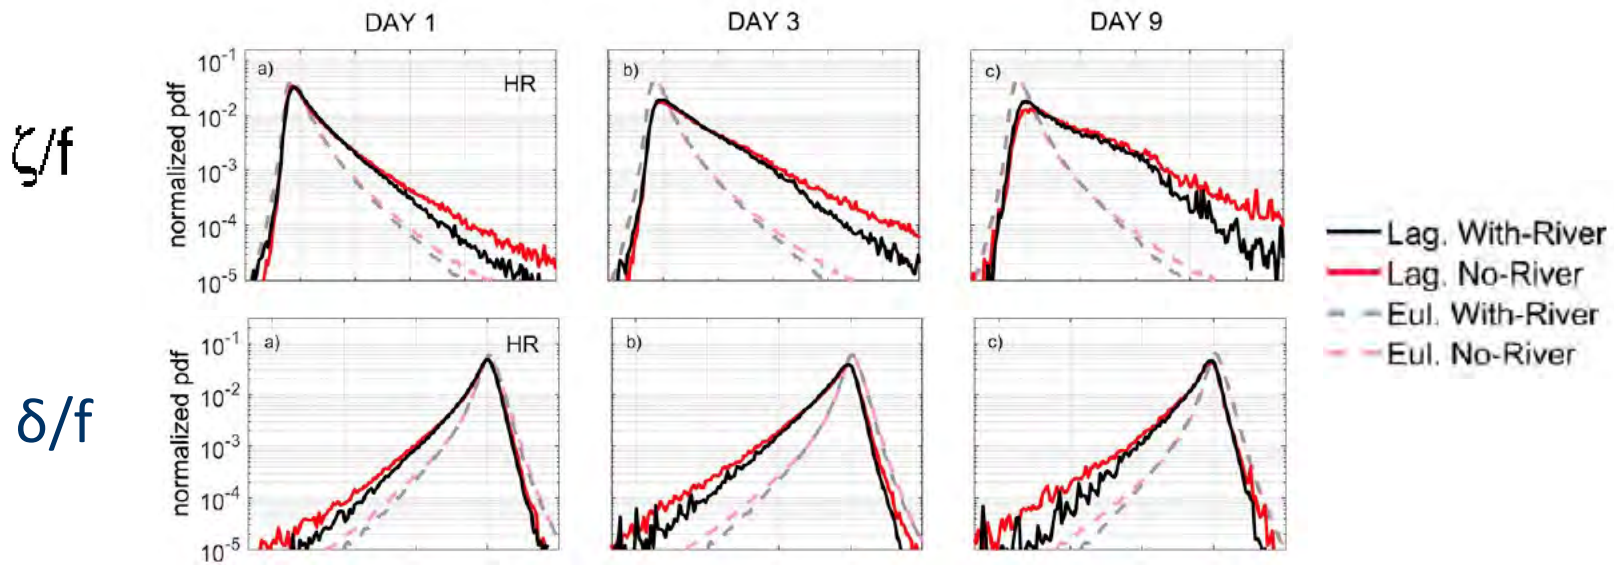 DAY 1 DAY 3 DAY 9
ζ/f
normalized pdf
10⁻¹
10⁻²
10⁻³
10⁻⁴
10⁻⁵
a) HR
b)
c)
δ/f
normalized pdf
10⁻¹
10⁻²
10⁻³
10⁻⁴
10⁻⁵
a) HR
b)
c)
Lag. With-River
Lag. No-River
Eul. With-River
Eul. No-River